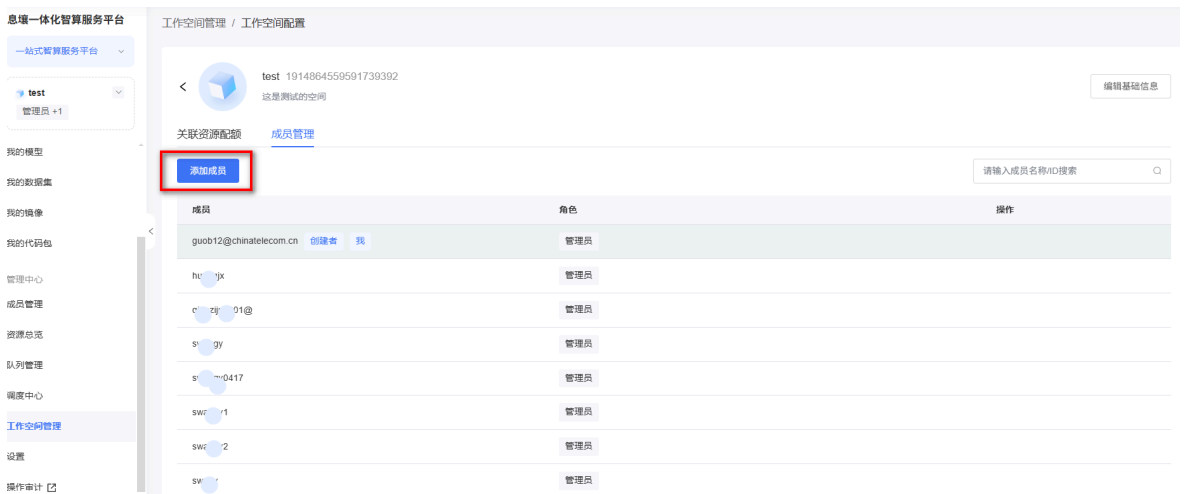 息壤一体化智算服务平台
工作空间管理 / 工作空间配置
一站式智算服务平台
test
管理员 +1
我的模型
我的数据集
我的镜像
我的代码包
管理中心
成员管理
资源总览
队列管理
调度中心
工作空间管理
设置
操作审计
test 1914864559591739392
这是测试的空间
编辑基础信息
关联资源配额 成员管理
添加成员
请输入成员名称/ID搜索
成员 角色 操作
guob12@chinatelecom.cn 创建者 我 管理员
管理员
管理员
管理员
管理员
管理员
管理员
管理员